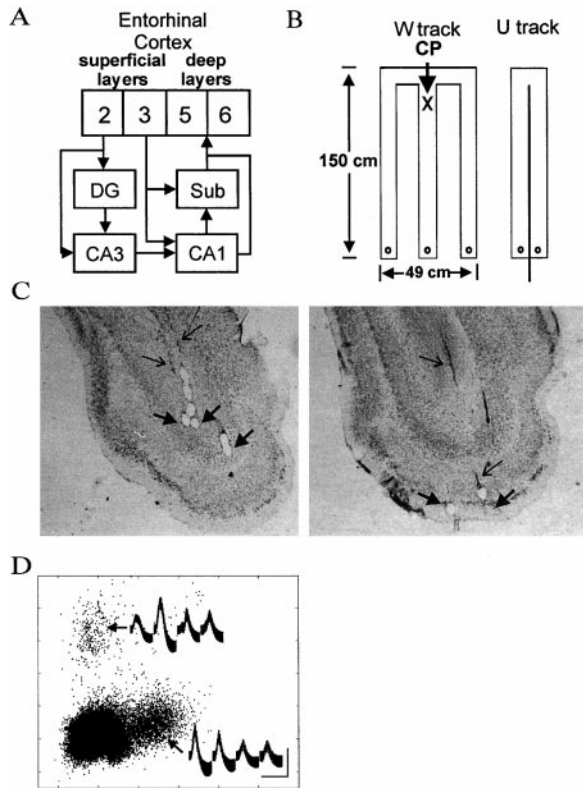 A
Entorhinal
Cortex
superficial deep
layers layers
2 3 5 6
DG Sub
CA3 CA1
B
W track U track
CP
X
150 cm
49 cm
C
D